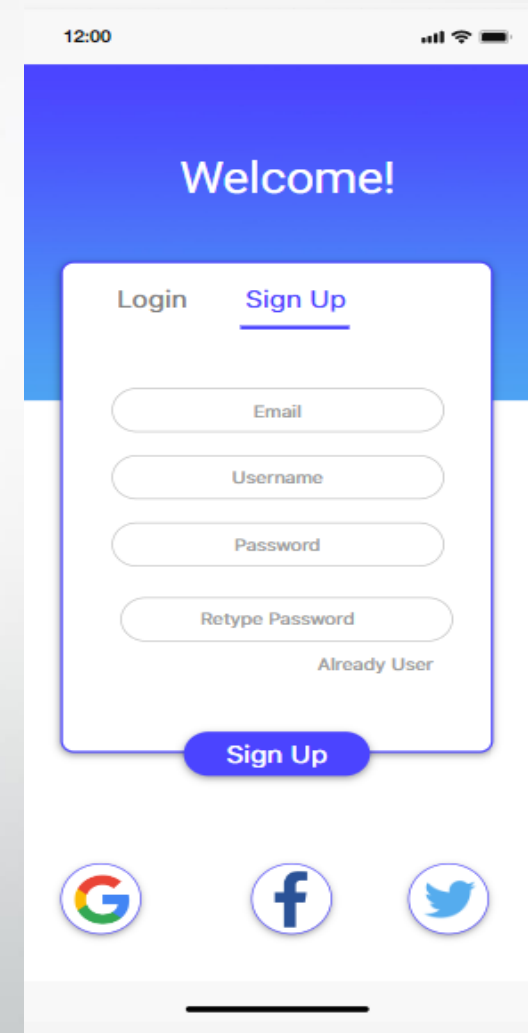 12:00
Welcome!
Login Sign Up
Email
Username
Password
Retype Password
Already User
Sign Up